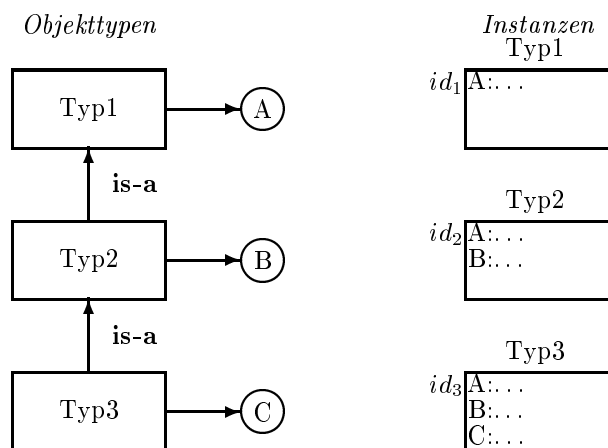 Objekttypen
Instanzen
Typ1
Typ1
A
id₁
A:...
is-a
Typ2
Typ2
B
id₂
A:...
B:...
is-a
Typ3
Typ3
C
id₃
A:...
B:...
C:...